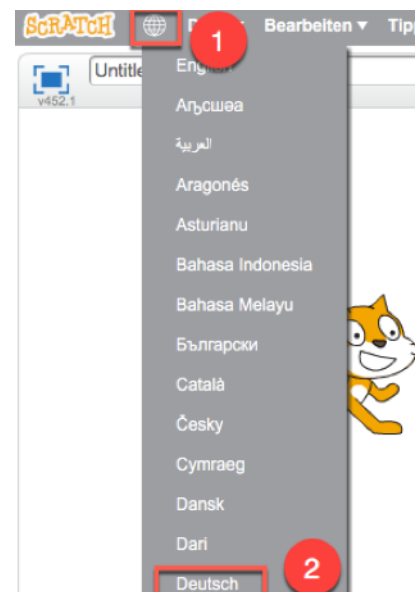 SCRATCH Bearbeiten ▼ Tipp
1
v452.1
Untitle
English
Аҧсшәа
العربية
Aragonés
Asturianu
Bahasa Indonesia
Bahasa Melayu
Български
Català
Česky
Cymraeg
Dansk
Dari
Deutsch
2